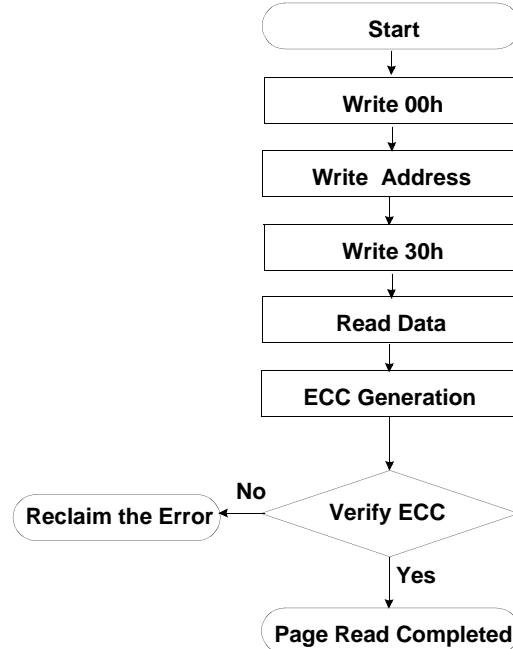 Start
Write 00h
Write Address
Write 30h
Read Data
ECC Generation
No
Reclaim the Error
Verify ECC
Yes
Page Read Completed